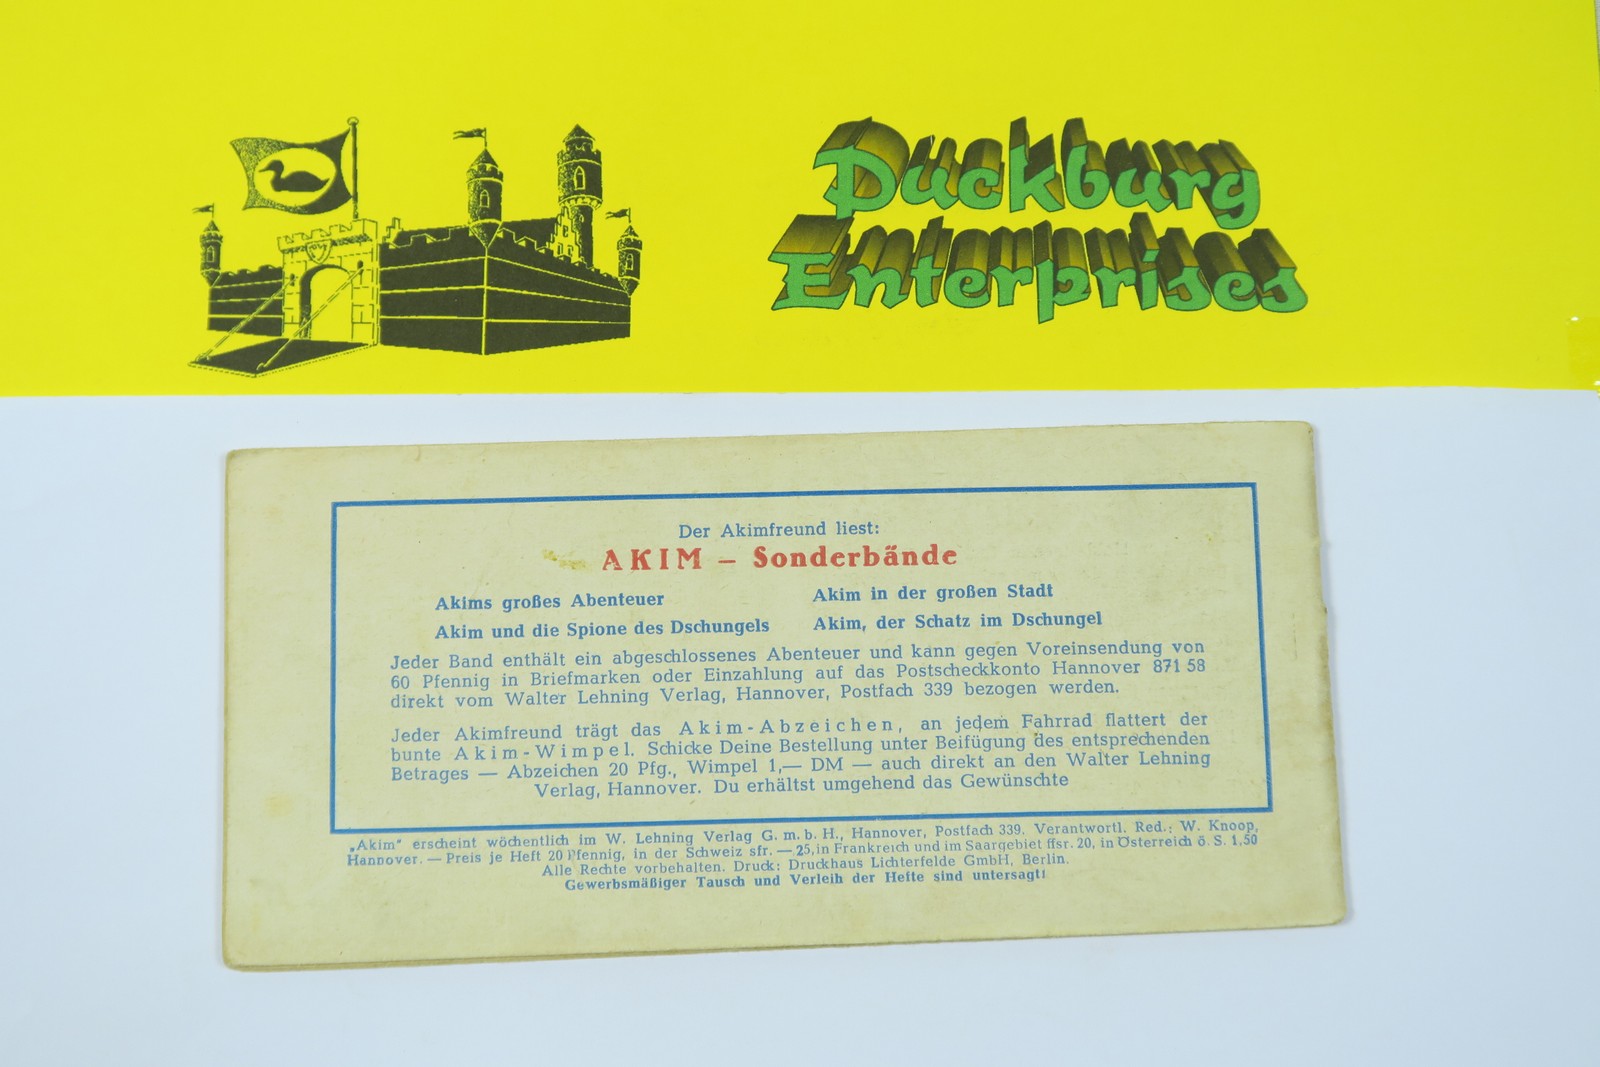 Duckburg
Enterprises
Der Akimfreund liest:
AKIM – Sonderbände
Akims großes Abenteuer Akim in der großen Stadt
Akim und die Spione des Dschungels Akim, der Schatz im Dschungel
Jeder Band enthält ein abgeschlossenes Abenteuer und kann gegen Voreinsendung von
60 Pfennig in Briefmarken oder Einzahlung auf das Postscheckkonto Hannover 871 58
direkt vom Walter Lehning Verlag, Hannover, Postfach 339 bezogen werden.
Jeder Akimfreund trägt das Akim-Abzeichen, an jedem Fahrrad flattert der
bunte Akim-Wimpel. Schicke Deine Bestellung unter Beifügung des entsprechenden
Betrages — Abzeichen 20 Pfg., Wimpel 1,— DM — auch direkt an den Walter Lehning
Verlag, Hannover. Du erhältst umgehend das Gewünschte
„Akim“ erscheint wöchentlich im W. Lehning Verlag G. m. b. H., Hannover, Postfach 339. Verantwortl. Red.: W. Knoop,
Hannover. — Preis je Heft 20 Pfennig, in der Schweiz sfr. —25, in Frankreich und im Saargebiet ffsr. 20, in Österreich ö. S. 1,50
Alle Rechte vorbehalten. Druck: Druckhaus Lichterfelde GmbH, Berlin.
Gewerbsmäßiger Tausch und Verleih der Hefte sind untersagt!